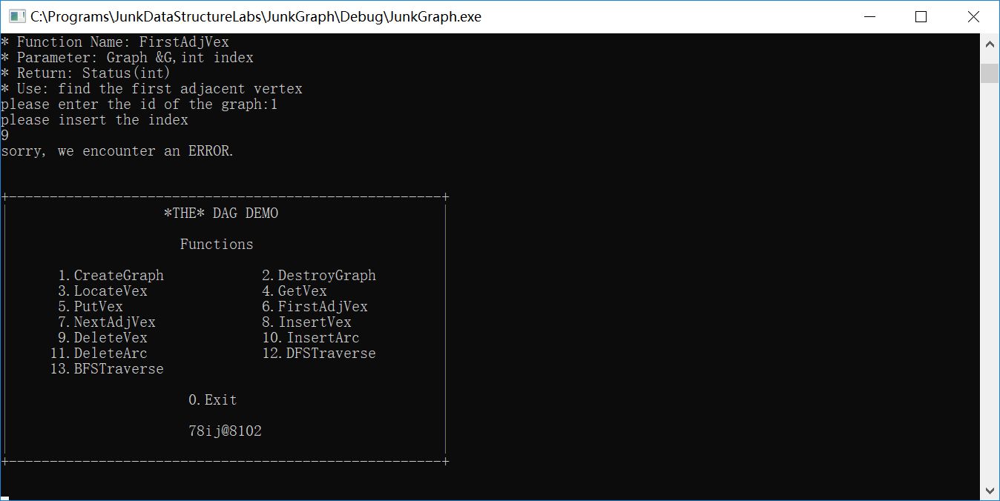 C:\Programs\JunkDataStructureLabs\JunkGraph\Debug\JunkGraph.exe
* Function Name: FirstAdjVex
* Parameter: Graph &G,int index
* Return: Status(int)
* Use: find the first adjacent vertex
please enter the id of the graph:1
please insert the index
9
sorry, we encounter an ERROR.
+-----------------------------------------------------+
*THE* DAG DEMO
Functions
1.CreateGraph 2.DestroyGraph
3.LocateVex 4.GetVex
5.PutVex 6.FirstAdjVex
7.NextAdjVex 8.InsertVex
9.DeleteVex 10.InsertArc
11.DeleteArc 12.DFSTraverse
13.BFSTraverse
0.Exit
78ij@8102
+-----------------------------------------------------+